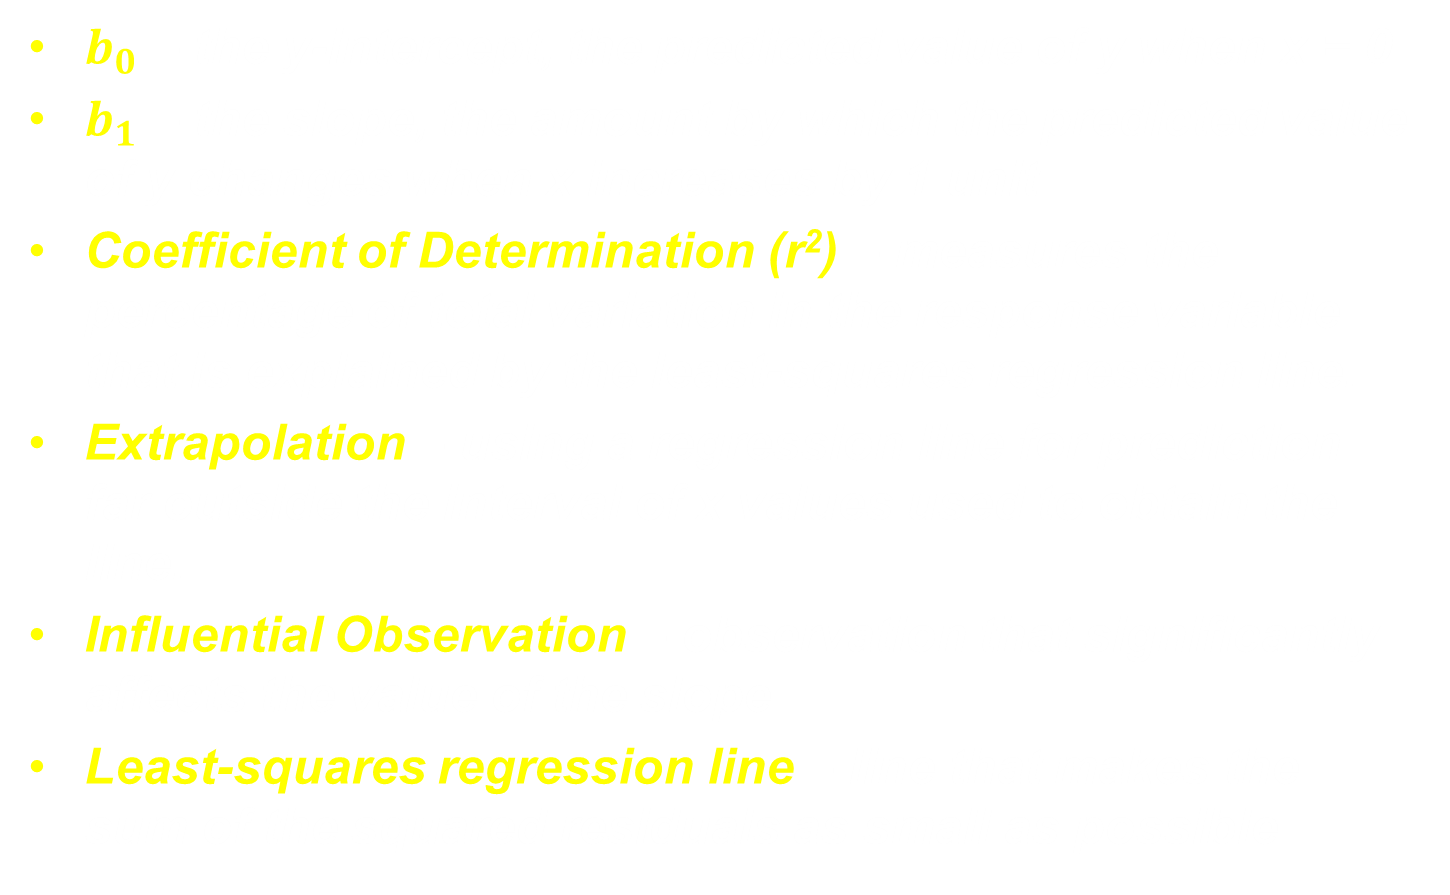 • b₀
• b₁
• Coefficient of Determination (r²)
• Extrapolation
• Influential Observation
• Least-squares regression line